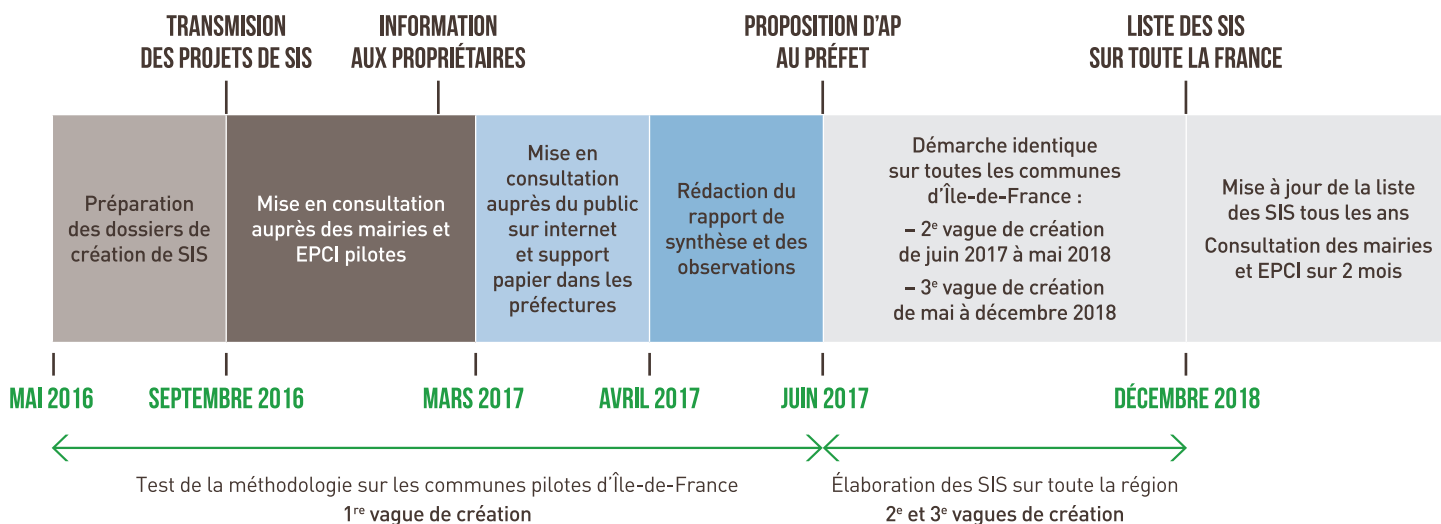 TRANSMISION
DES PROJETS DE SIS
INFORMATION
AUX PROPRIÉTAIRES
PROPOSITION D'AP
AU PRÉFET
LISTE DES SIS
SUR TOUTE LA FRANCE
Préparation
des dossiers de
création de SIS
Mise en consultation
auprès des mairies et
EPCI pilotes
Mise en
consultation
auprès du public
sur internet
et support
papier dans les
préfectures
Rédaction du
rapport de
synthèse et des
observations
Démarche identique
sur toutes les communes
d'Île-de-France :
– 2e vague de création
de juin 2017 à mai 2018
– 3e vague de création
de mai à décembre 2018
Mise à jour de la liste
des SIS tous les ans
Consultation des mairies
et EPCI sur 2 mois
MAI 2016
SEPTEMBRE 2016
MARS 2017
AVRIL 2017
JUIN 2017
DÉCEMBRE 2018
Test de la méthodologie sur les communes pilotes d'Île-de-France
1re vague de création
Élaboration des SIS sur toute la région
2e et 3e vagues de création